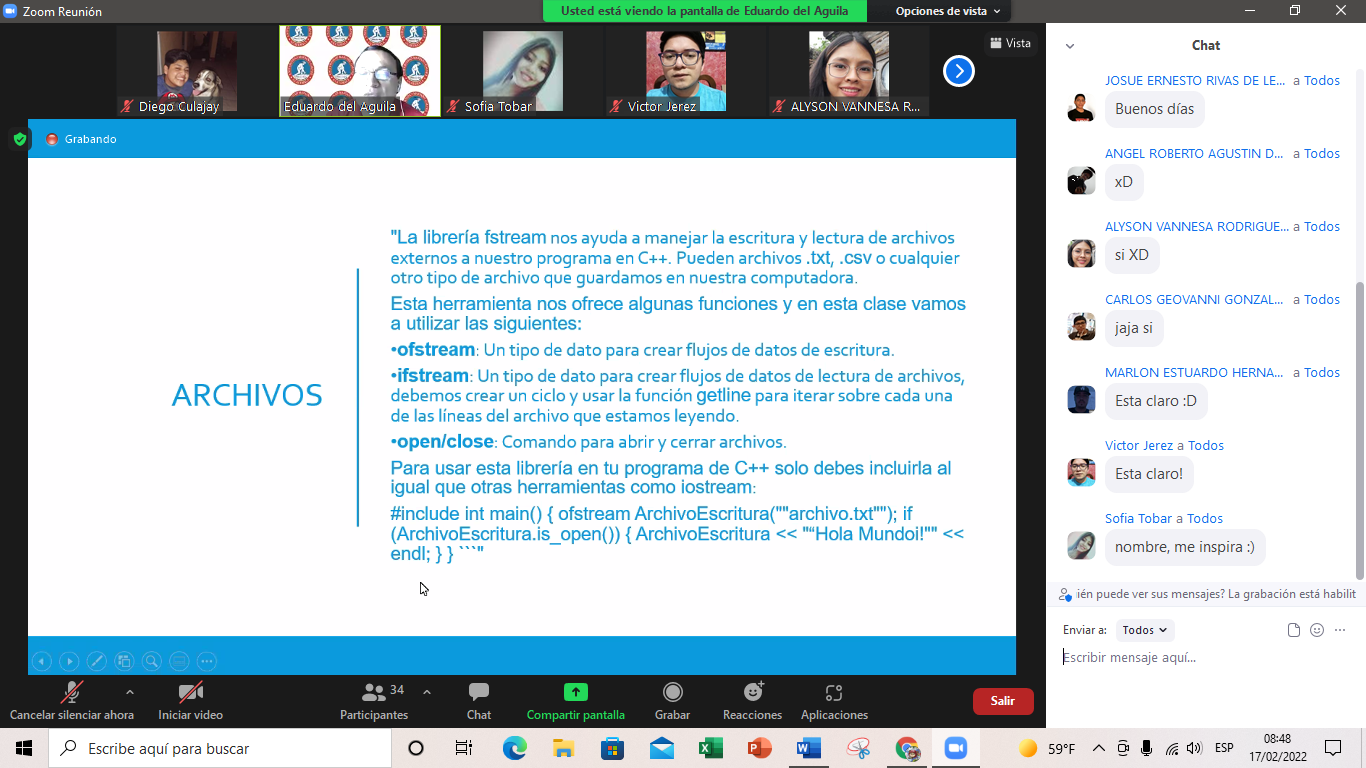 Zoom Reunión
Usted está viendo la pantalla de Eduardo del Aguila
Opciones de vista
Diego Culajay
Eduardo del Aguila
Sofia Tobar
Victor Jerez
ALYSON VANNESA R...
Vista
Grabando
ARCHIVOS
"La librería fstream nos ayuda a manejar la escritura y lectura de archivos
externos a nuestro programa en C++. Pueden archivos .txt, .csv o cualquier
otro tipo de archivo que guardamos en nuestra computadora.
Esta herramienta nos ofrece algunas funciones y en esta clase vamos
a utilizar las siguientes:
•ofstream: Un tipo de dato para crear flujos de datos de escritura.
•ifstream: Un tipo de dato para crear flujos de datos de lectura de archivos,
debemos crear un ciclo y usar la función getline para iterar sobre cada una
de las líneas del archivo que estamos leyendo.
•open/close: Comando para abrir y cerrar archivos.
Para usar esta librería en tu programa de C++ solo debes incluirla al
igual que otras herramientas como iostream:
#include int main() { ofstream ArchivoEscritura(""archivo.txt""); if
(ArchivoEscritura.is_open()) { ArchivoEscritura << "“Hola Mundoi!"" <<
endl; } } ```"
Chat
JOSUE ERNESTO RIVAS DE LE... a Todos
Buenos días
ANGEL ROBERTO AGUSTIN D... a Todos
xD
ALYSON VANNESA RODRIGUE... a Todos
si XD
CARLOS GEOVANNI GONZAL... a Todos
jaja si
MARLON ESTUARDO HERNA... a Todos
Esta claro :D
Victor Jerez a Todos
Esta claro!
Sofia Tobar a Todos
nombre, me inspira :)
ién puede ver sus mensajes? La grabación está habilit
Enviar a: Todos
Escribir mensaje aquí...
Cancelar silenciar ahora
Iniciar video
34
Participantes
Chat
Compartir pantalla
Grabar
Reacciones
Aplicaciones
Salir
Escribe aquí para buscar
59°F
ESP
08:48
17/02/2022